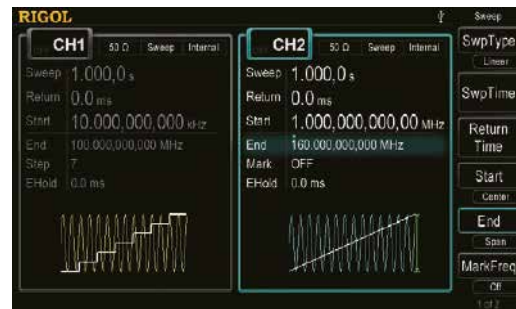 RIGOL
Sweep
CH1 50 Ω Sweep Internal
Sweep 1.000,0 s
Return 0.0 ms
Start 10.000,000,000 kHz
End 100.000,000,000 MHz
Step 7
EHold 0.0 ms
CH2 50 Ω Sweep Internal
Sweep 1.000,0 s
Return 0.0 ms
Start 1.000,000,000,00 MHz
End 160.000,000,000 MHz
Mark OFF
EHold 0.0 ms
SwpType
Linear
SwpTime
Return
Time
Start
Center
End
Span
MarkFreq
Off
1 of 2